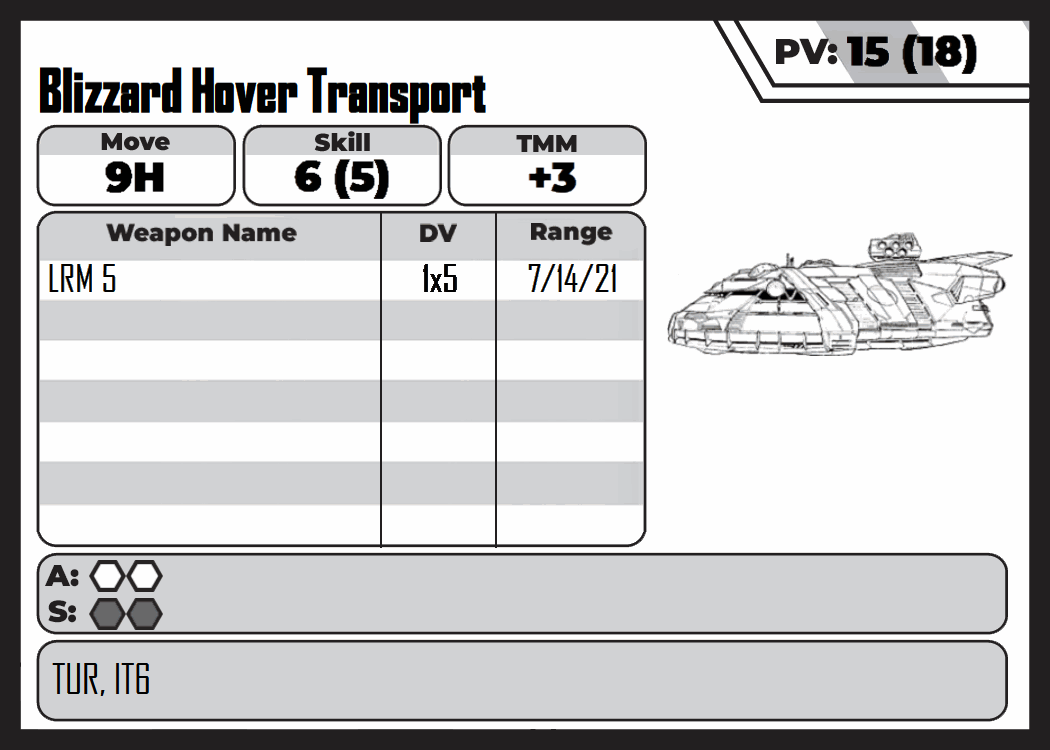 PV: 15 (18)
Blizzard Hover Transport
Move Skill TMM
9H 6 (5) +3
Weapon Name DV Range
LRM 5 1x5 7/14/21
A:
S:
TUR, IT6